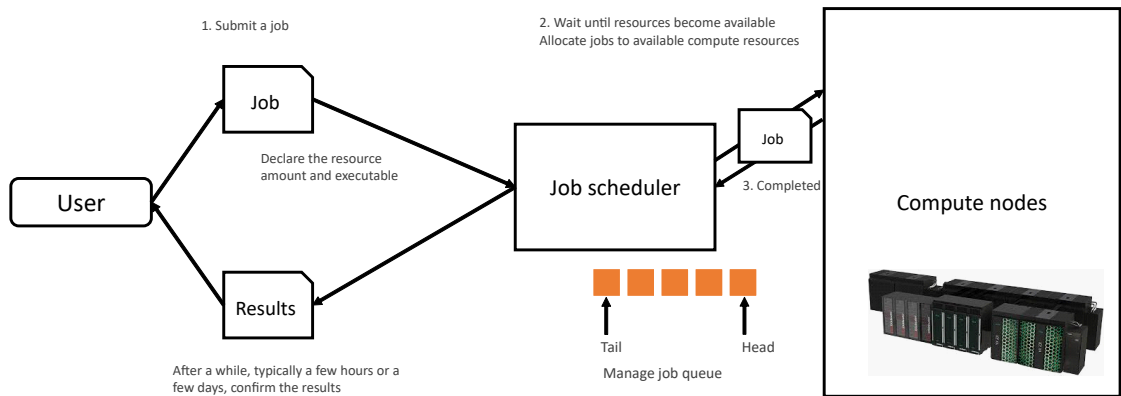 1. Submit a job
2. Wait until resources become available
Allocate jobs to available compute resources
Job
Job
Declare the resource
amount and executable
User
Job scheduler
3. Completed
Compute nodes
Results
Tail
Head
After a while, typically a few hours or a
few days, confirm the results
Manage job queue